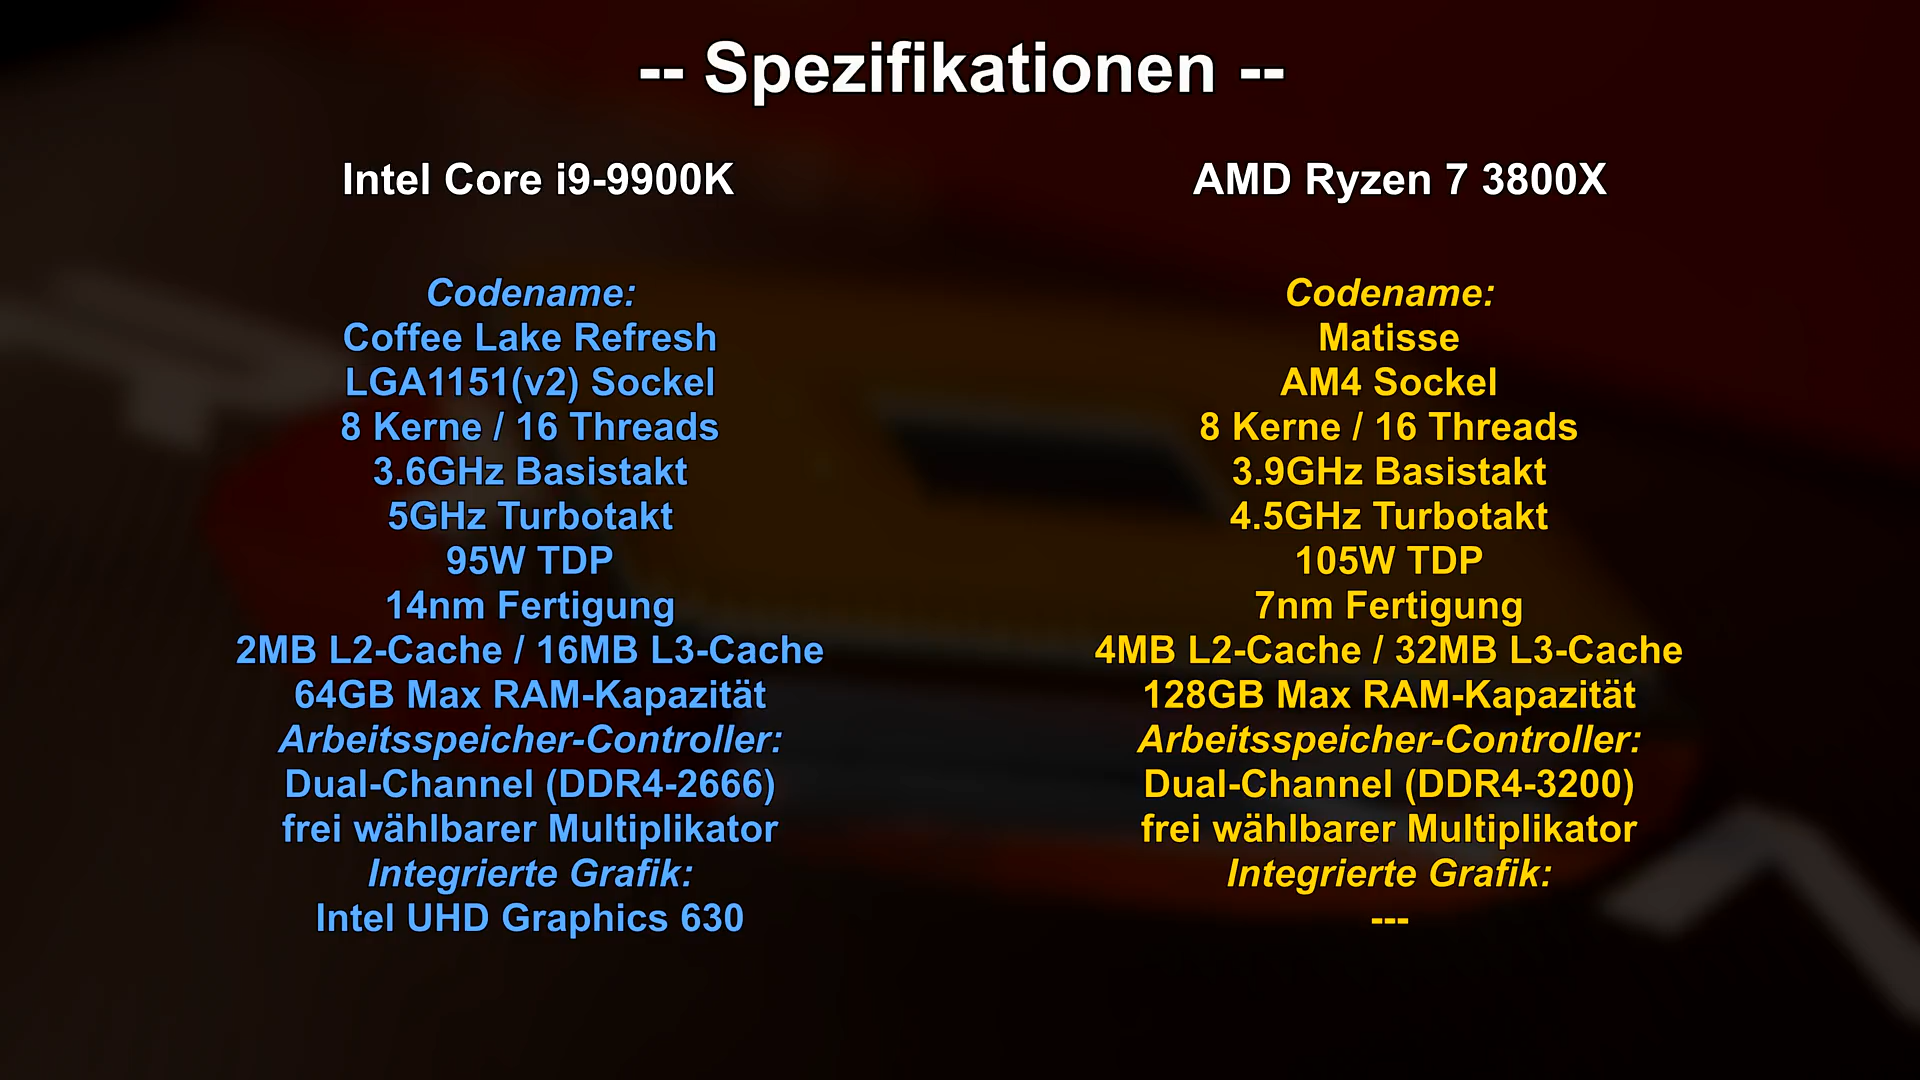 -- Spezifikationen --
Intel Core i9-9900K
Codename:
Coffee Lake Refresh
LGA1151(v2) Sockel
8 Kerne / 16 Threads
3.6GHz Basistakt
5GHz Turbotakt
95W TDP
14nm Fertigung
2MB L2-Cache / 16MB L3-Cache
64GB Max RAM-Kapazität
Arbeitsspeicher-Controller:
Dual-Channel (DDR4-2666)
frei wählbarer Multiplikator
Integrierte Grafik:
Intel UHD Graphics 630
AMD Ryzen 7 3800X
Codename:
Matisse
AM4 Sockel
8 Kerne / 16 Threads
3.9GHz Basistakt
4.5GHz Turbotakt
105W TDP
7nm Fertigung
4MB L2-Cache / 32MB L3-Cache
128GB Max RAM-Kapazität
Arbeitsspeicher-Controller:
Dual-Channel (DDR4-3200)
frei wählbarer Multiplikator
Integrierte Grafik:
---